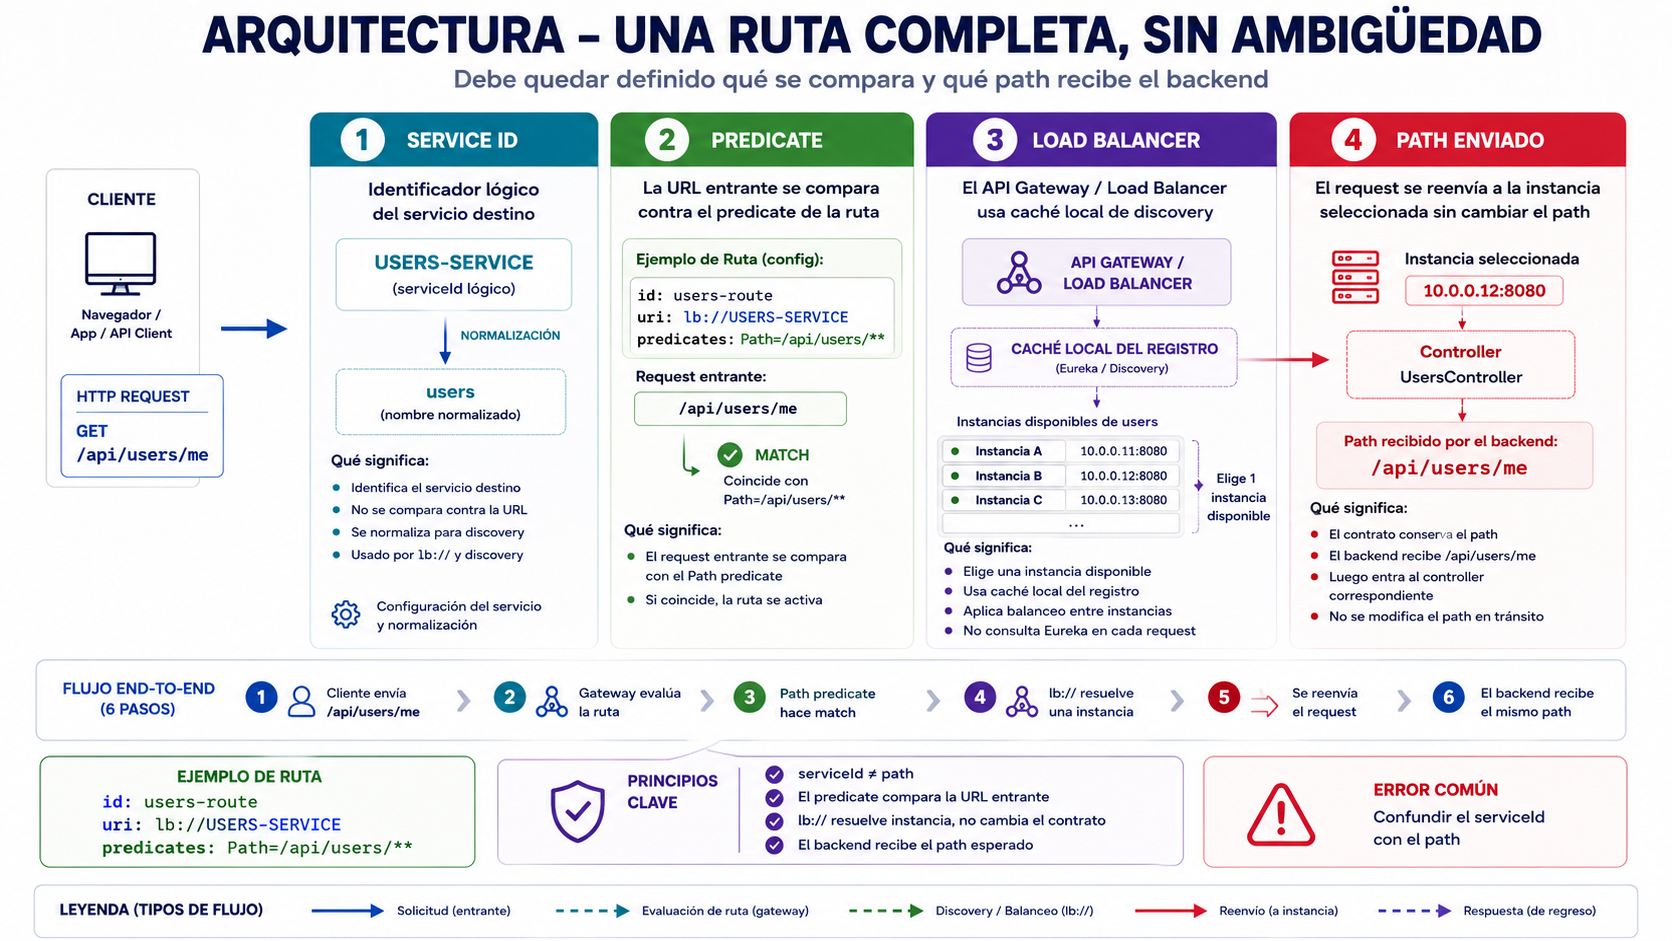 ARQUITECTURA – UNA RUTA COMPLETA, SIN AMBIGÜEDAD
Debe quedar definido qué se compara y qué path recibe el backend
CLIENTE
Navegador /
App / API Client
HTTP REQUEST
GET
/api/users/me
1 SERVICE ID
Identificador lógico
del servicio destino
USERS-SERVICE
(serviceId lógico)
NORMALIZACIÓN
users
(nombre normalizado)
Qué significa:
Identifica el servicio destino
No se compara contra la URL
Se normaliza para discovery
Usado por lb:// y discovery
Configuración del servicio
y normalización
2 PREDICATE
La URL entrante se compara
contra el predicate de la ruta
Ejemplo de Ruta (config):
id: users-route
uri: lb://USERS-SERVICE
predicates: Path=/api/users/**
Request entrante:
/api/users/me
MATCH
Coincide con
Path=/api/users/**
Qué significa:
El request entrante se compara
con el Path predicate
Si coincide, la ruta se activa
3 LOAD BALANCER
El API Gateway / Load Balancer
usa caché local de discovery
API GATEWAY /
LOAD BALANCER
CACHÉ LOCAL DEL REGISTRO
(Eureka / Discovery)
Instancias disponibles de users
Instancia A 10.0.0.11:8080
Instancia B 10.0.0.12:8080
Instancia C 10.0.0.13:8080
...
Elige 1
instancia
disponible
Qué significa:
Elige una instancia disponible
Usa caché local del registro
Aplica balanceo entre instancias
No consulta Eureka en cada request
4 PATH ENVIADO
El request se reenvía a la instancia
seleccionada sin cambiar el path
Instancia seleccionada
10.0.0.12:8080
Controller
UsersController
Path recibido por el backend:
/api/users/me
Qué significa:
El contrato conserva el path
El backend recibe /api/users/me
Luego entra al controller
correspondiente
No se modifica el path en tránsito
FLUJO END-TO-END
(6 PASOS)
1 Cliente envía
/api/users/me
2 Gateway evalúa
la ruta
3 Path predicate
hace match
4 lb:// resuelve
una instancia
5 Se reenvía
el request
6 El backend recibe
el mismo path
EJEMPLO DE RUTA
id: users-route
uri: lb://USERS-SERVICE
predicates: Path=/api/users/**
PRINCIPIOS
CLAVE
serviceId ≠ path
El predicate compara la URL entrante
lb:// resuelve instancia, no cambia el contrato
El backend recibe el path esperado
ERROR COMÚN
Confundir el serviceId
con el path
LEYENDA (TIPOS DE FLUJO)
Solicitud (entrante)
Evaluación de ruta (gateway)
Discovery / Balanceo (lb://)
Reenvío (a instancia)
Respuesta (de regreso)